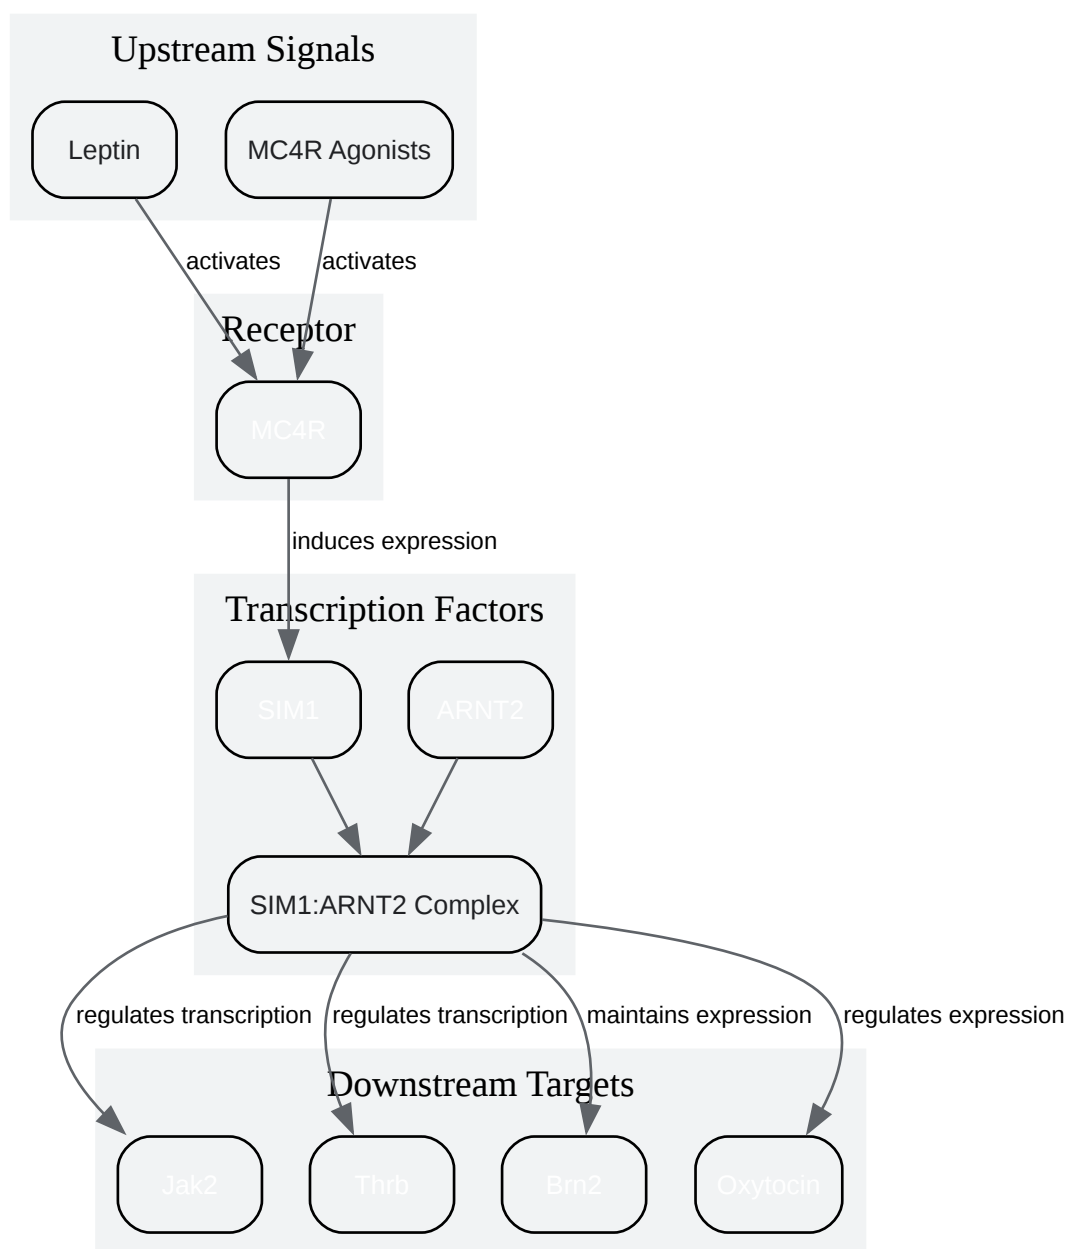 Upstream Signals
Leptin
MC4R Agonists
activates
activates
Receptor
MC4R
induces expression
Transcription Factors
SIM1
ARNT2
SIM1:ARNT2 Complex
regulates transcription
regulates transcription
maintains expression
regulates expression
Downstream Targets
Jak2
Thrb
Brn2
Oxytocin